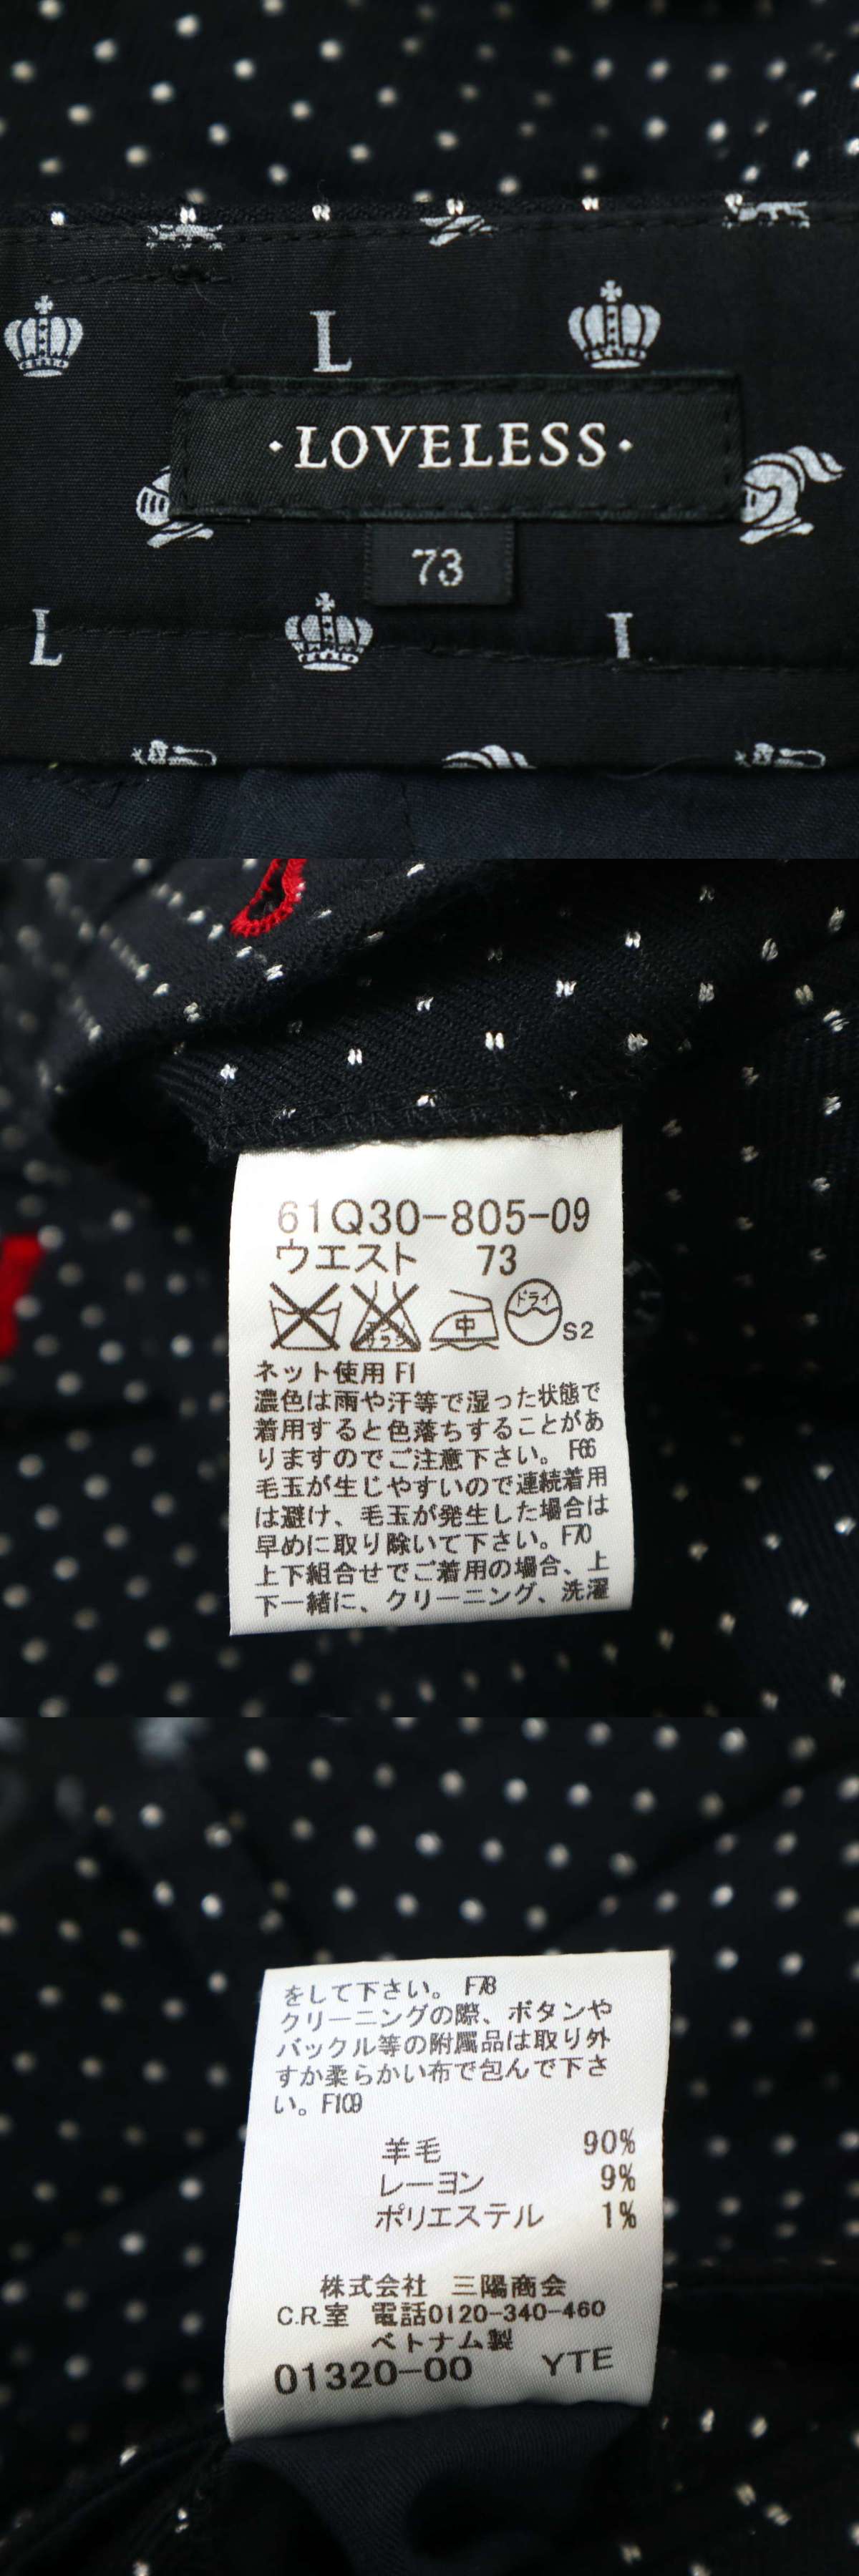 L
·LOVELESS·
73
L
L
61Q30-805-09
ウエスト 73
中
ドライ
S2
ネット使用 F1
濃色は雨や汗等で湿った状態で
着用すると色落ちすることがあ
りますのでご注意下さい。 F66
毛玉が生じやすいので連続着用
は避け、毛玉が発生した場合は
早めに取り除いて下さい。F70
上下組合せでご着用の場合、上
下一緒に、クリーニング、洗濯
をして下さい。 F78
クリーニングの際、ボタンや
バックル等の附属品は取り外
すか柔らかい布で包んで下さ
い。F109
羊毛 90%
レーヨン 9%
ポリエステル 1%
株式会社 三陽商会
C.R.室 電話0120-340-460
ベトナム製
01320-00 YTE